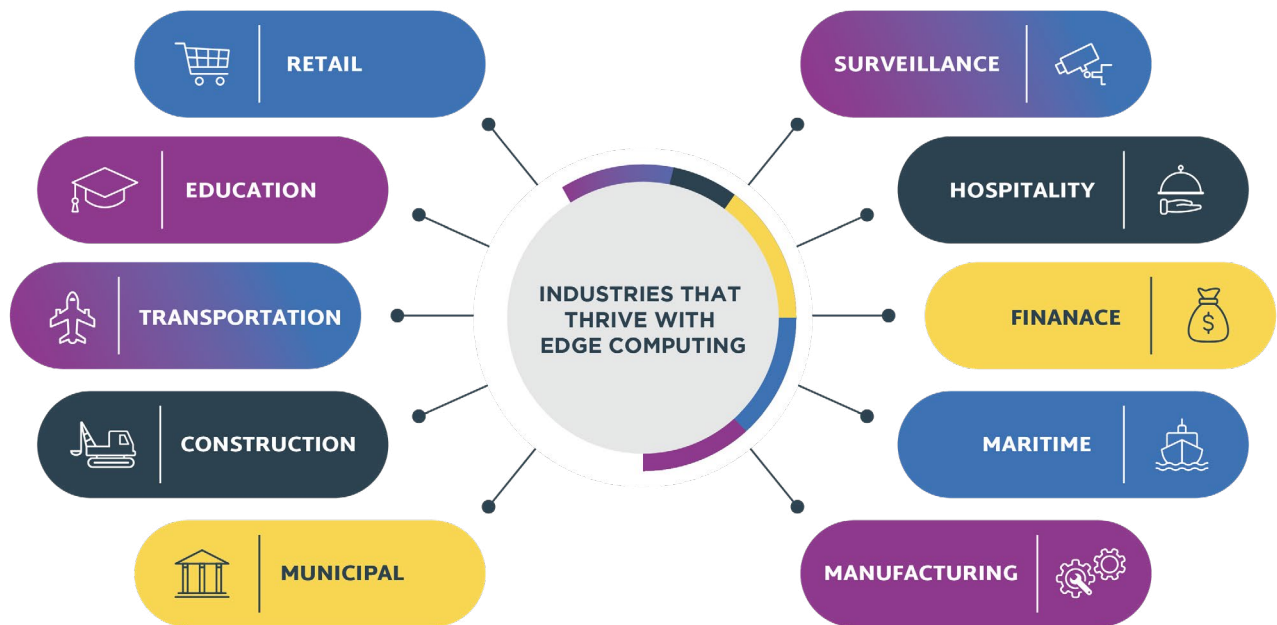 RETAIL
EDUCATION
TRANSPORTATION
CONSTRUCTION
MUNICIPAL
INDUSTRIES THAT
THRIVE WITH
EDGE COMPUTING
SURVEILLANCE
HOSPITALITY
FINANACE
$
MARITIME
MANUFACTURING